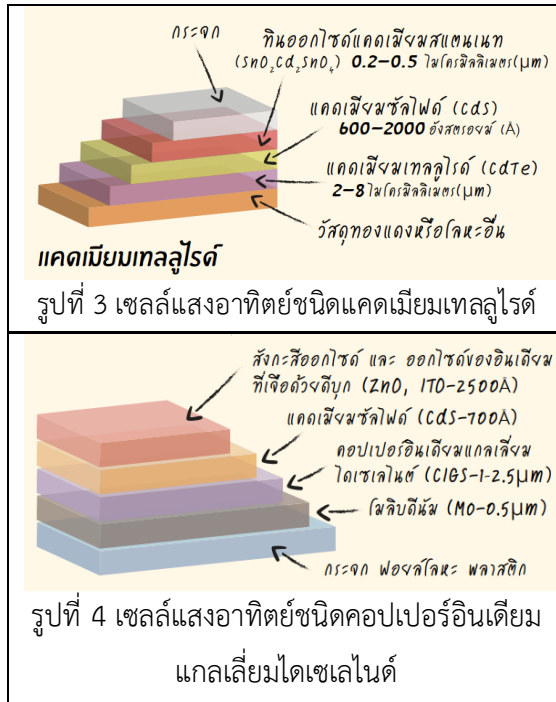 กระจก
ทินออกไซด์แคดเมียมสแตนเนท
(SnO₂Cd₂SnO₄) 0.2–0.5 ไมโครมิลลิเมตร(μm)
แคดเมียมซัลไฟด์ (CdS)
600–2000 อังสตรอยม์ (Å)
แคดเมียมเทลลูไรด์ (CdTe)
2–8 ไมโครมิลลิเมตร(μm)
วัสดุทองแดงหรือโลหะอื่น
แคดเมียมเทลลูไรด์
รูปที่ 3 เซลล์แสงอาทิตย์ชนิดแคดเมียมเทลลูไรด์
สังกะสีออกไซด์ และ ออกไซด์ของอินเดียม
ที่เจือด้วยดีบุก (ZnO, ITO-2500Å)
แคดเมียมซัลไฟด์ (CdS-700Å)
คอปเปอร์อินเดียมแกลเลี่ยม
ไดเซเลไนต์ (CIGS-1-2.5μm)
โมลิบดีนัม (MO-0.5μm)
กระจก ฟอยล์โลหะ พลาสติก
รูปที่ 4 เซลล์แสงอาทิตย์ชนิดคอปเปอร์อินเดียม
แกลเลี่ยมไดเซเลไนด์